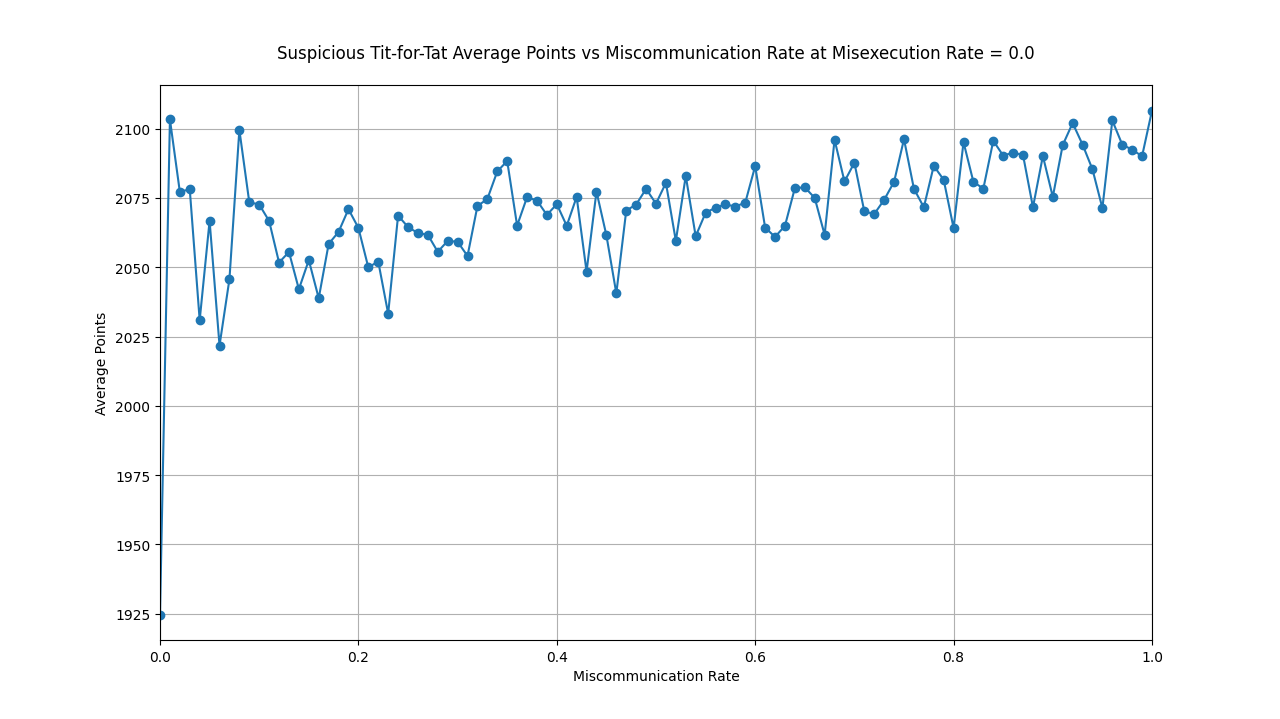 Suspicious Tit-for-Tat Average Points vs Miscommunication Rate at Misexecution Rate = 0.0
2100
2075
2050
2025
2000
1975
1950
1925
Average Points
0.0 0.2 0.4 0.6 0.8 1.0
Miscommunication Rate